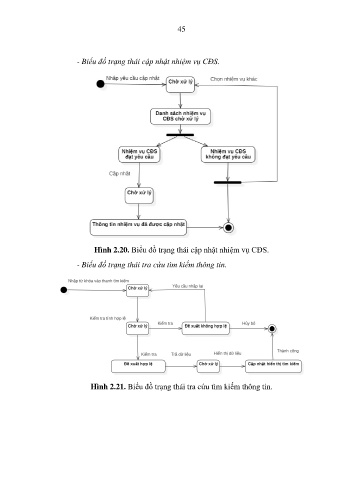 45
- Biểu đồ trạng thái cập nhật nhiệm vụ CĐS.
Nhập yêu cầu cập nhât
Chờ xử lý
Chọn nhiệm vụ khác
Danh sách nhiệm vụ
CĐS chờ xử lý
Nhiệm vụ CĐS
đạt yêu cầu
Nhiệm vụ CĐS
không đạt yêu cầu
Cập nhât
Chờ xử lý
Thông tin nhiệm vụ đã được cập nhật
Hình 2.20. Biểu đồ trạng thái cập nhật nhiệm vụ CĐS.
- Biểu đồ trạng thái tra cứu tìm kiếm thông tin.
Nhập từ khóa vào thanh tìm kiếm
Chờ xử lý
Yêu cầu nhập lại
Kiểm tra tính hợp lệ
Chờ xử lý
Kiểm tra
Đề xuất không hợp lệ
Hủy bỏ
Kiểm tra
Trả dữ liệu
Hiển thị dữ liệu
Thành công
Đề xuất hợp lệ
Chờ xử lý
Cập nhật hiển thị tìm kiếm
Hình 2.21. Biểu đồ trạng thái tra cứu tìm kiếm thông tin.